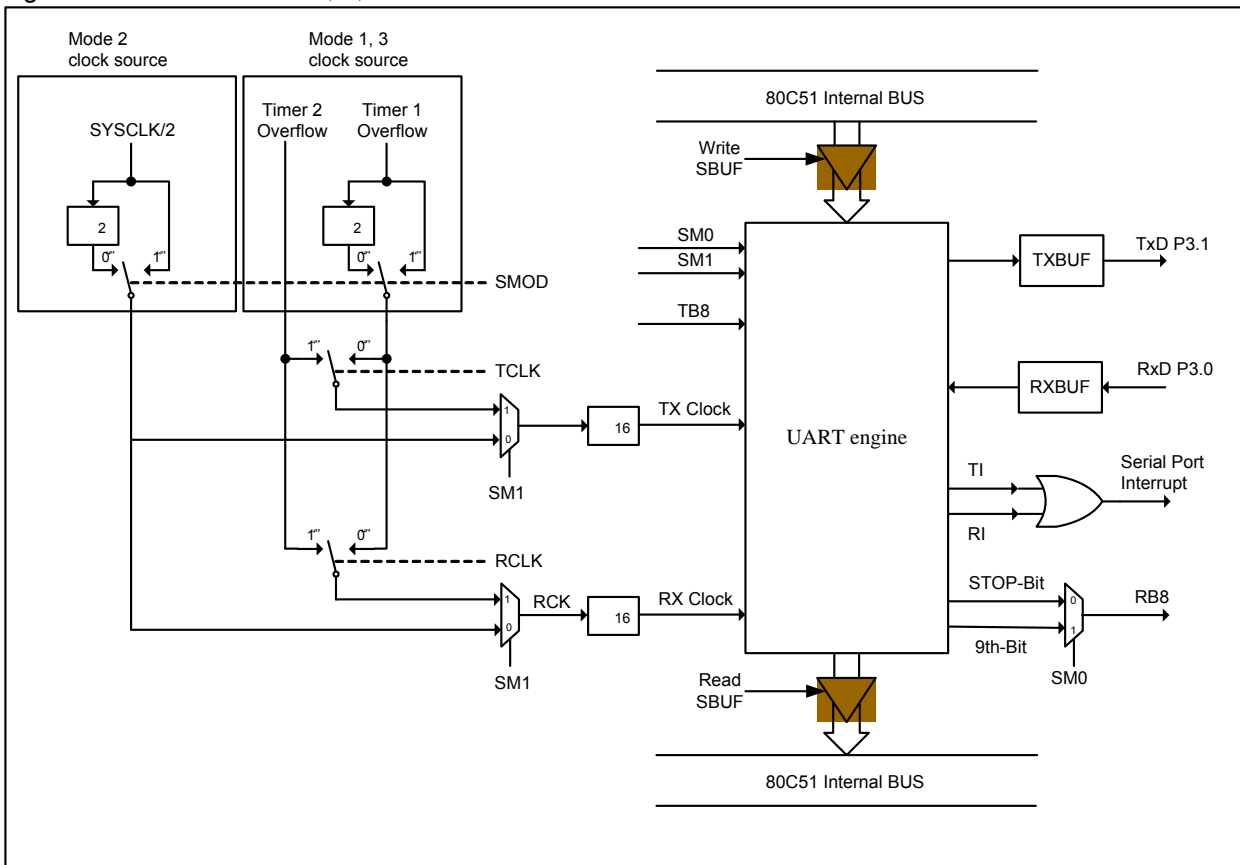 Mode 2
clock source
Mode 1, 3
clock source
SYSCLK/2
Timer 2
Overflow
Timer 1
Overflow
2
0""
1""
2
0""
1""
SMOD
1""
0""
TCLK
1
0
SM1
16
TX Clock
1""
0""
RCLK
1
0
RCK
SM1
16
RX Clock
80C51 Internal BUS
Write
SBUF
SM0
SM1
TB8
UART engine
TXBUF
TxD P3.1
RXBUF
RxD P3.0
TI
RI
Serial Port
Interrupt
STOP-Bit
9th-Bit
0
1
SM0
RB8
Read
SBUF
80C51 Internal BUS